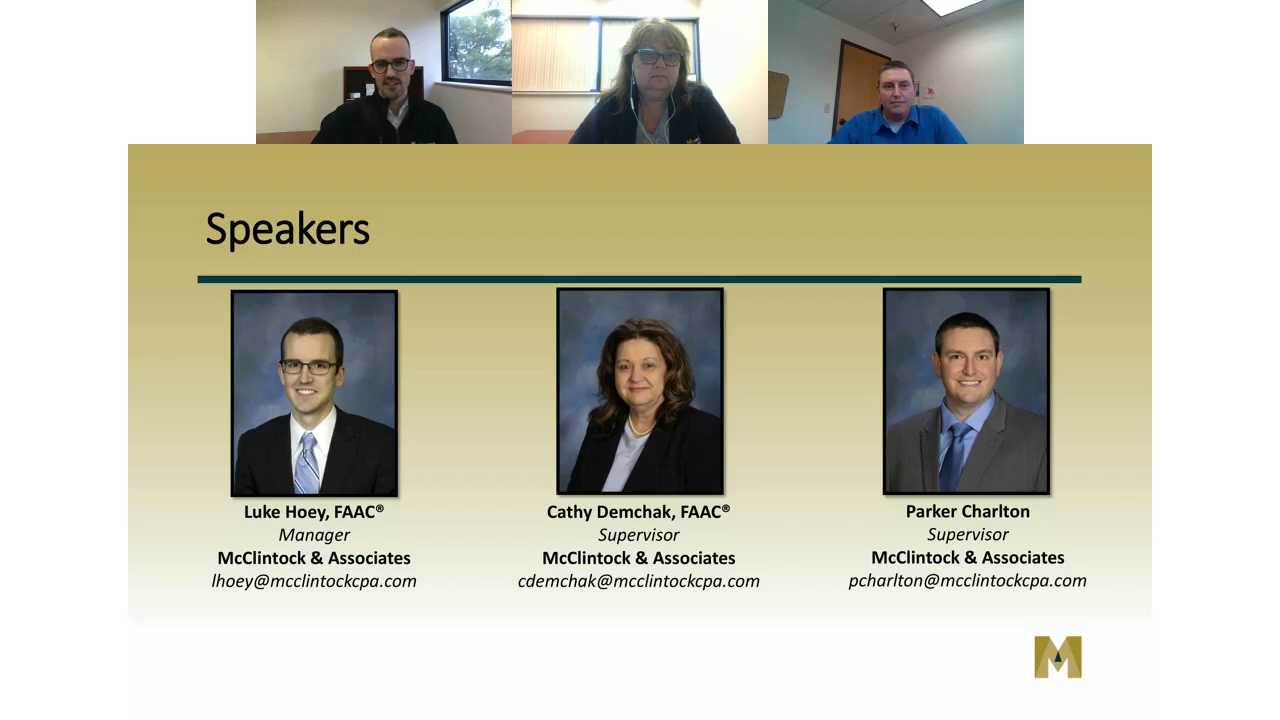 Speakers
Luke Hoey, FAAC®
Manager
McClintock & Associates
lhoey@mcclintockcpa.com
Cathy Demchak, FAAC®
Supervisor
McClintock & Associates
cdemchak@mcclintockcpa.com
Parker Charlton
Supervisor
McClintock & Associates
pcharlton@mcclintockcpa.com
M